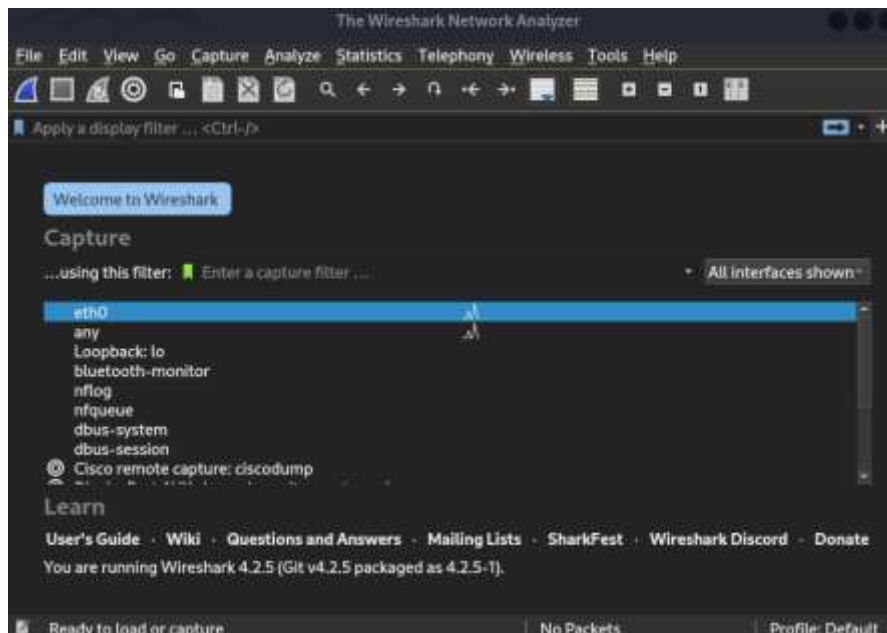 The Wireshark Network Analyzer
File Edit View Go Capture Analyze Statistics Telephony Wireless Tools Help
Apply a display filter ... <Ctrl-/>
Welcome to Wireshark
Capture
...using this filter: Enter a capture filter ... All interfaces shown
eth0
any
Loopback: lo
bluetooth-monitor
nflog
nfqueue
dbus-system
dbus-session
Cisco remote capture: ciscodump
Learn
User's Guide · Wiki · Questions and Answers · Mailing Lists · SharkFest · Wireshark Discord · Donate
You are running Wireshark 4.2.5 (Git v4.2.5 packaged as 4.2.5-1).
Ready to load or capture No Packets Profile: Default